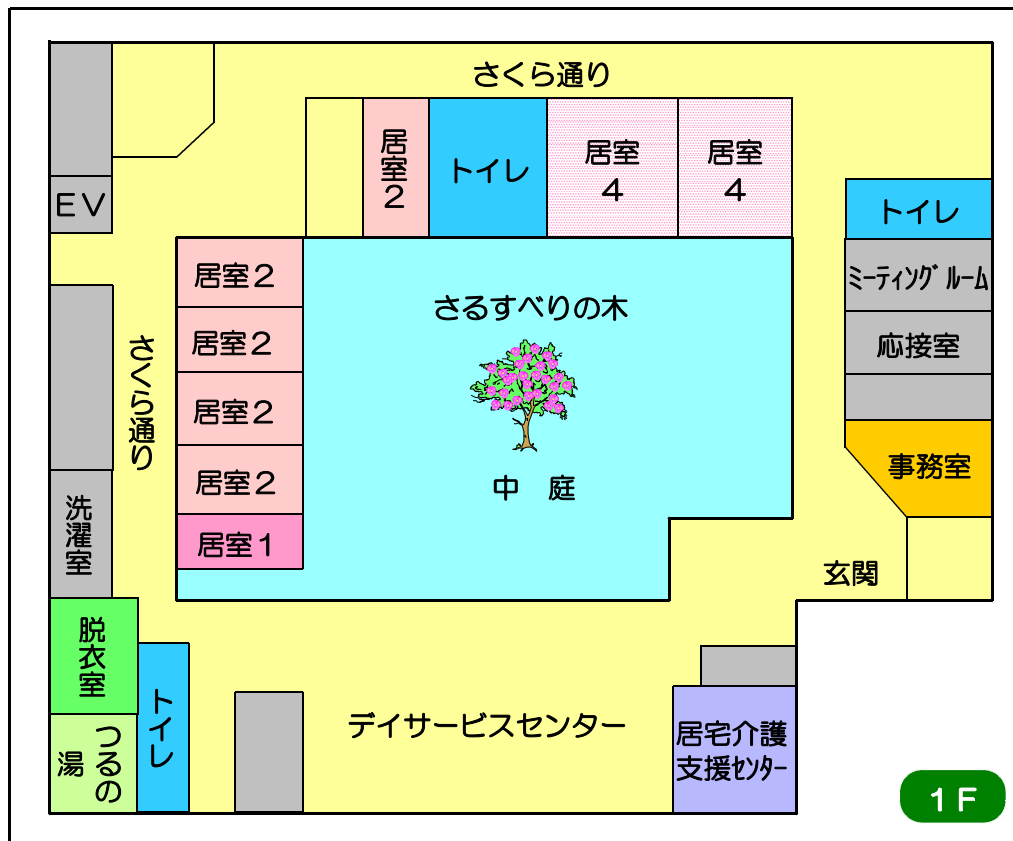 さくら通り
居室２
トイレ
居室
４
居室
４
ＥＶ
トイレ
居室２
ミーティングルーム
さるすべりの木
居室２
応接室
さくら通り
居室２
事務室
居室２
中　庭
洗濯室
居室１
玄関
脱衣室
トイレ
デイサービスセンター
居宅介護
支援センター
つるの
湯
１Ｆ